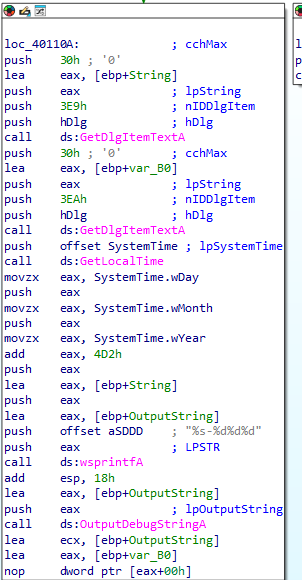 loc_40110A: ; cchMax
push 30h ; '0'
lea eax, [ebp+String]
push eax ; lpString
push 3E9h ; nIDDlgItem
push hDlg ; hDlg
call ds:GetDlgItemTextA
push 30h ; '0' ; cchMax
lea eax, [ebp+var_B0]
push eax ; lpString
push 3EAh ; nIDDlgItem
push hDlg ; hDlg
call ds:GetDlgItemTextA
push offset SystemTime ; lpSystemTime
call ds:GetLocalTime
movzx eax, SystemTime.wDay
push eax
movzx eax, SystemTime.wMonth
push eax
movzx eax, SystemTime.wYear
add eax, 4D2h
push eax
lea eax, [ebp+String]
push eax
lea eax, [ebp+OutputString]
push offset aSDDD ; "%s-%d%d%d"
push eax ; LPSTR
call ds:wsprintfA
add esp, 18h
lea eax, [ebp+OutputString]
push eax ; lpOutputString
call ds:OutputDebugStringA
lea ecx, [ebp+OutputString]
lea eax, [ebp+var_B0]
nop dword ptr [eax+00h]